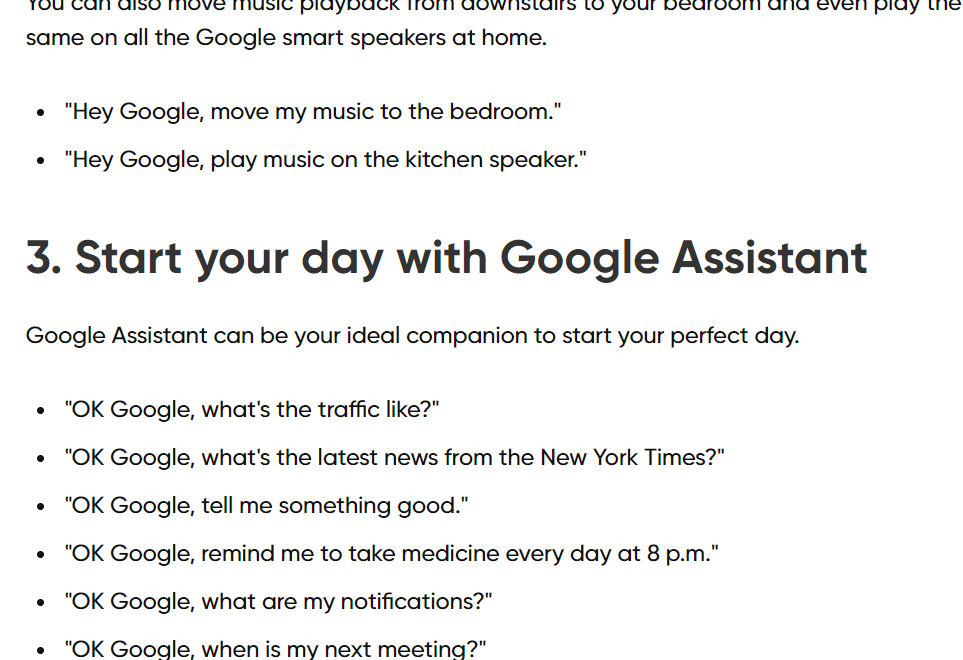 You can also move music playback from downstairs to your bedroom and even play the
same on all the Google smart speakers at home.
• "Hey Google, move my music to the bedroom."
• "Hey Google, play music on the kitchen speaker."
3. Start your day with Google Assistant
Google Assistant can be your ideal companion to start your perfect day.
• "OK Google, what's the traffic like?"
• "OK Google, what's the latest news from the New York Times?"
• "OK Google, tell me something good."
• "OK Google, remind me to take medicine every day at 8 p.m."
• "OK Google, what are my notifications?"
• "OK Google, when is my next meeting?"